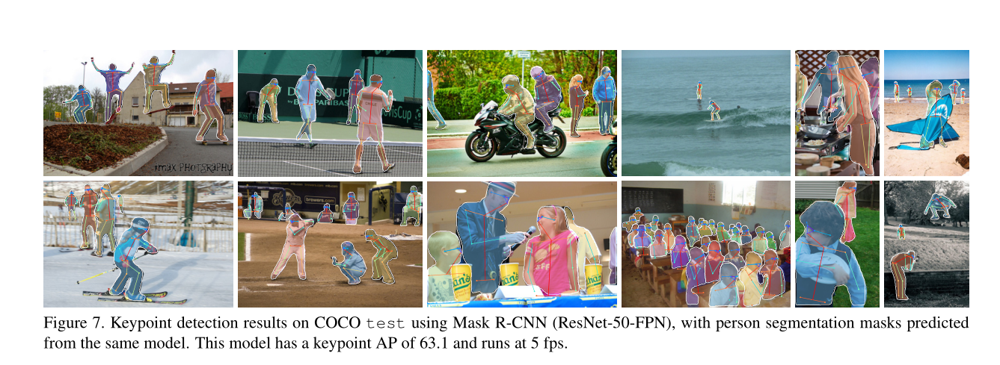 #max PHOTOGRAPHY
BNP PARIBAS
brewers.com
Figure 7. Keypoint detection results on COCO test using Mask R-CNN (ResNet-50-FPN), with person segmentation masks predicted
from the same model. This model has a keypoint AP of 63.1 and runs at 5 fps.